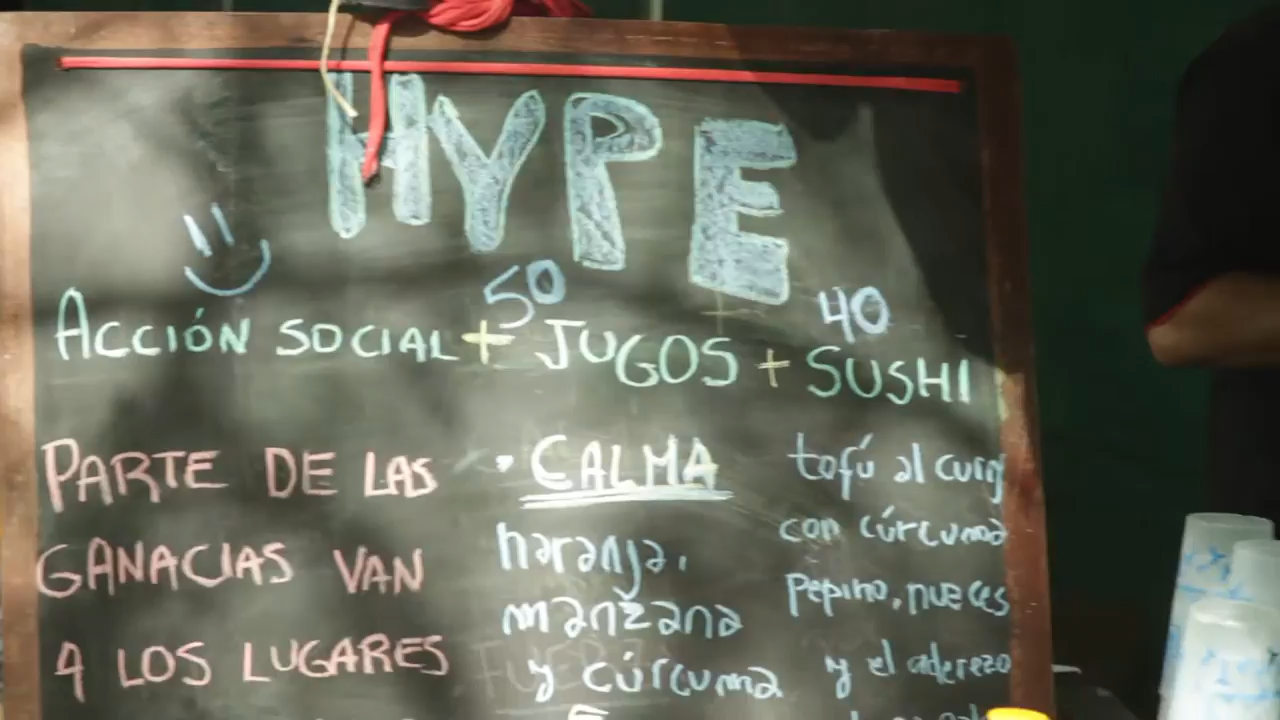 HYPE
50 40
ACCIÓN SOCIAL + JUGOS + SUSHI
PARTE DE LAS
GANACIAS VAN
A LOS LUGARES
• CALMA
naranja,
manzana
y cúrcuma.
tofú al curry
con cúrcuma
Pepino, nueces
y el aderezo